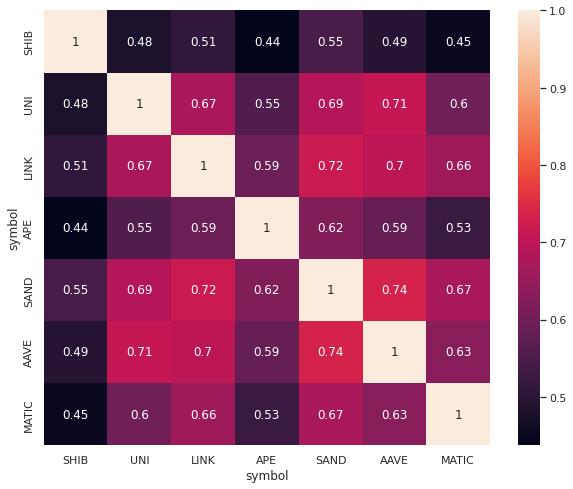 SHIB 1 0.48 0.51 0.44 0.55 0.49 0.45
UNI 0.48 1 0.67 0.55 0.69 0.71 0.6
LINK 0.51 0.67 1 0.59 0.72 0.7 0.66
APE 0.44 0.55 0.59 1 0.62 0.59 0.53
SAND 0.55 0.69 0.72 0.62 1 0.74 0.67
AAVE 0.49 0.71 0.7 0.59 0.74 1 0.63
MATIC 0.45 0.6 0.66 0.53 0.67 0.63 1
SHIB UNI LINK APE SAND AAVE MATIC
symbol
symbol
1.0
0.9
0.8
0.7
0.6
0.5